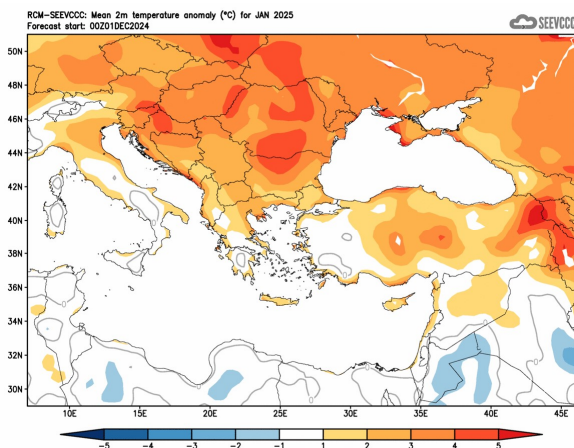 RCM-SEEVCCC: Mean 2m temperature anomaly (°C) for JAN 2025
Forecast start: 00Z01DEC2024
SEEVCCC
50N
48N
46N
44N
42N
40N
38N
36N
34N
32N
30N
10E 15E 20E 25E 30E 35E 40E 45E
-5 -4 -3 -2 -1 1 2 3 4 5